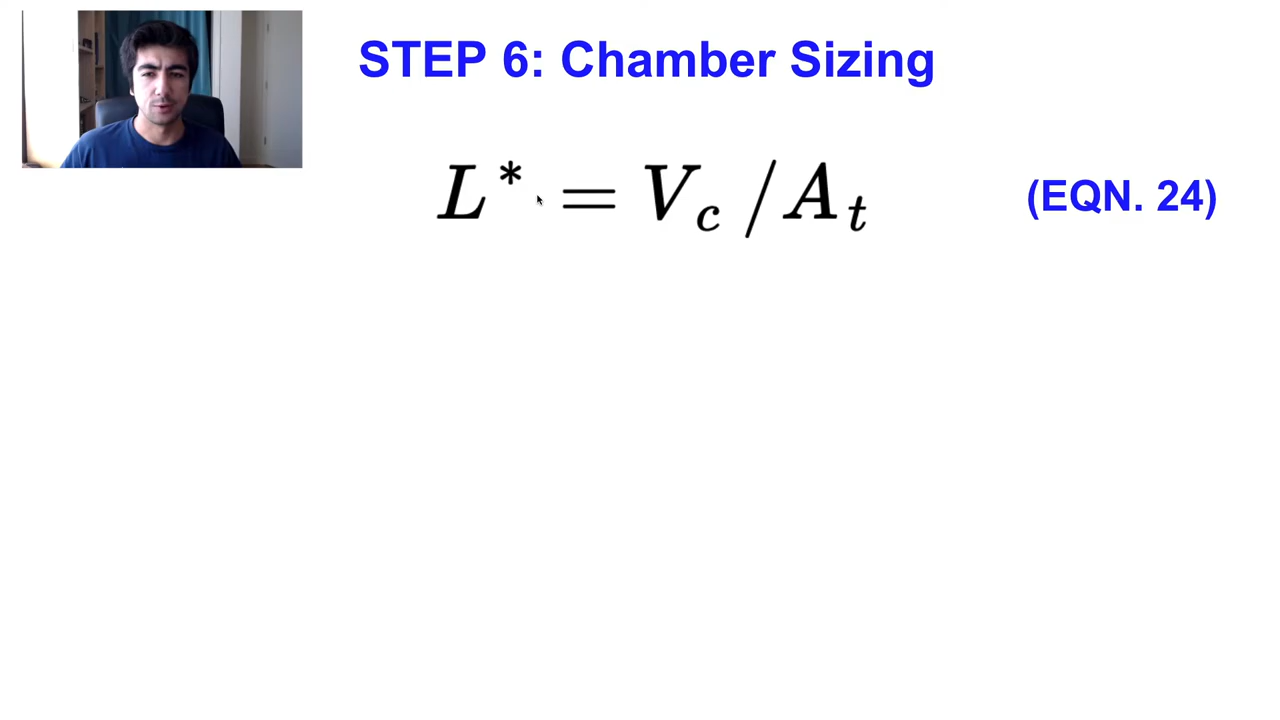 STEP 6: Chamber Sizing
L* = V_c / A_t (EQN. 24)